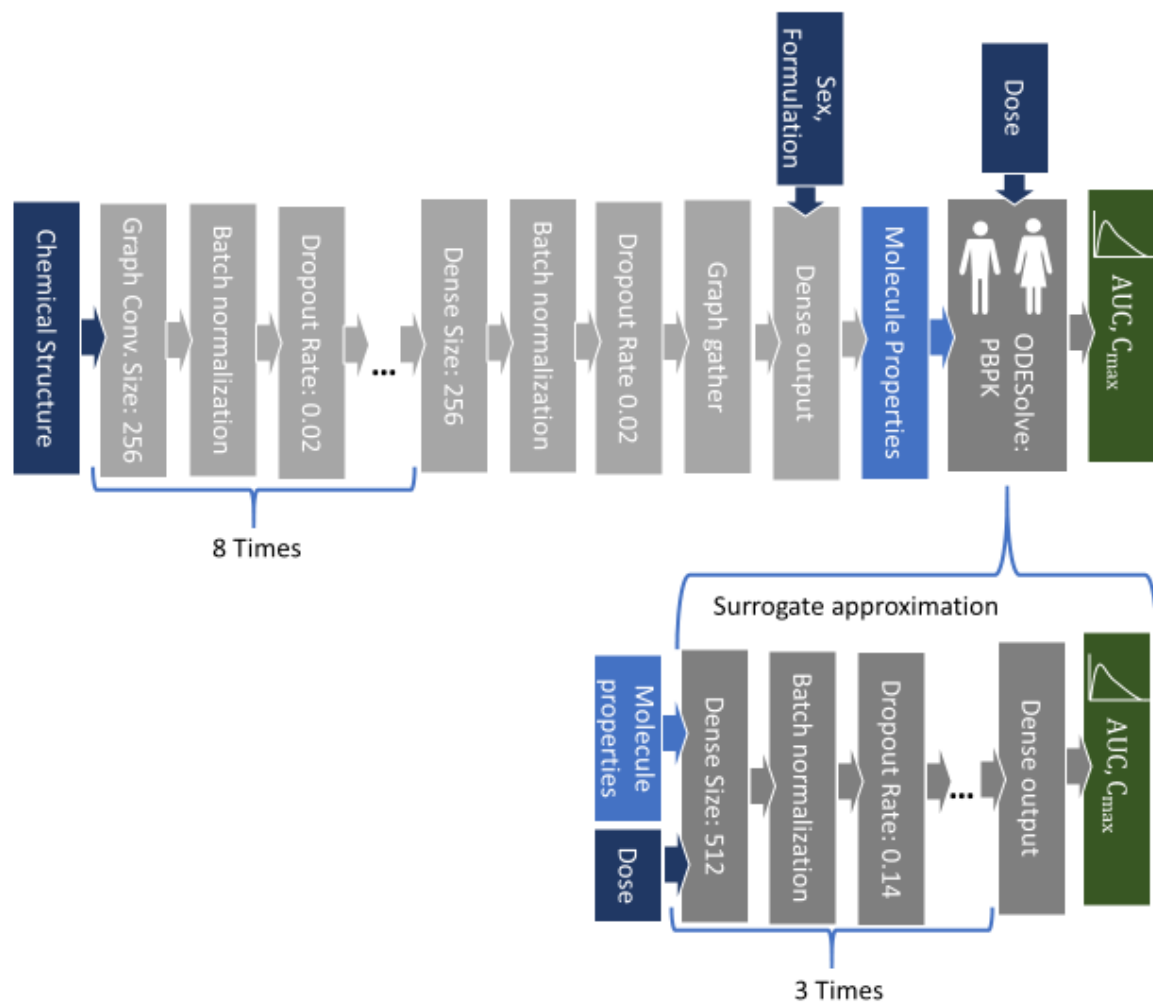 Sex,
Formulation
Dose
Chemical Structure
Graph Conv. Size: 256
Batch normalization
Dropout Rate: 0.02
...
Dense Size: 256
Batch normalization
Dropout Rate 0.02
Graph gather
Dense output
Molecule Properties
ODESolve:
PBPK
AUC, Cmax
8 Times
Surrogate approximation
Molecule
properties
Dose
Dense Size: 512
Batch normalization
Dropout Rate: 0.14
...
Dense output
AUC, Cmax
3 Times